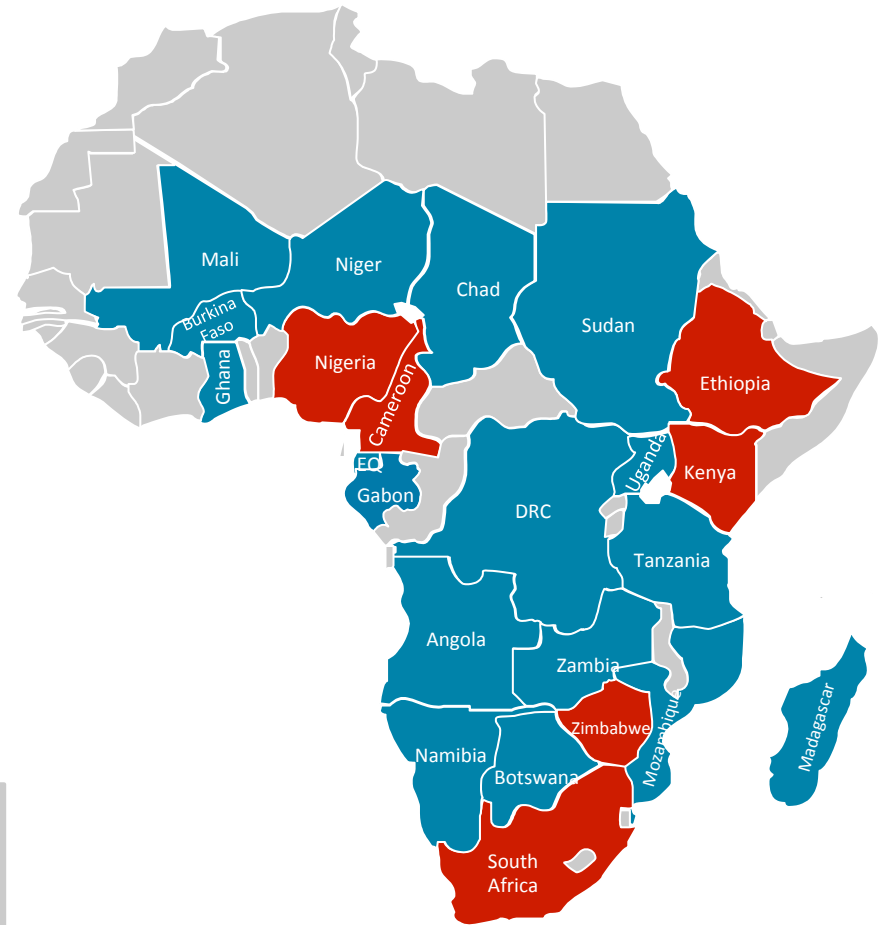 Mali
Niger
Chad
Sudan
Burkina
Faso
Ghana
Nigeria
Cameroon
Ethiopia
Kenya
Uganda
EQ
Gabon
DRC
Tanzania
Angola
Zambia
Zimbabwe
Mozambique
Madagascar
Namibia
Botswana
South
Africa